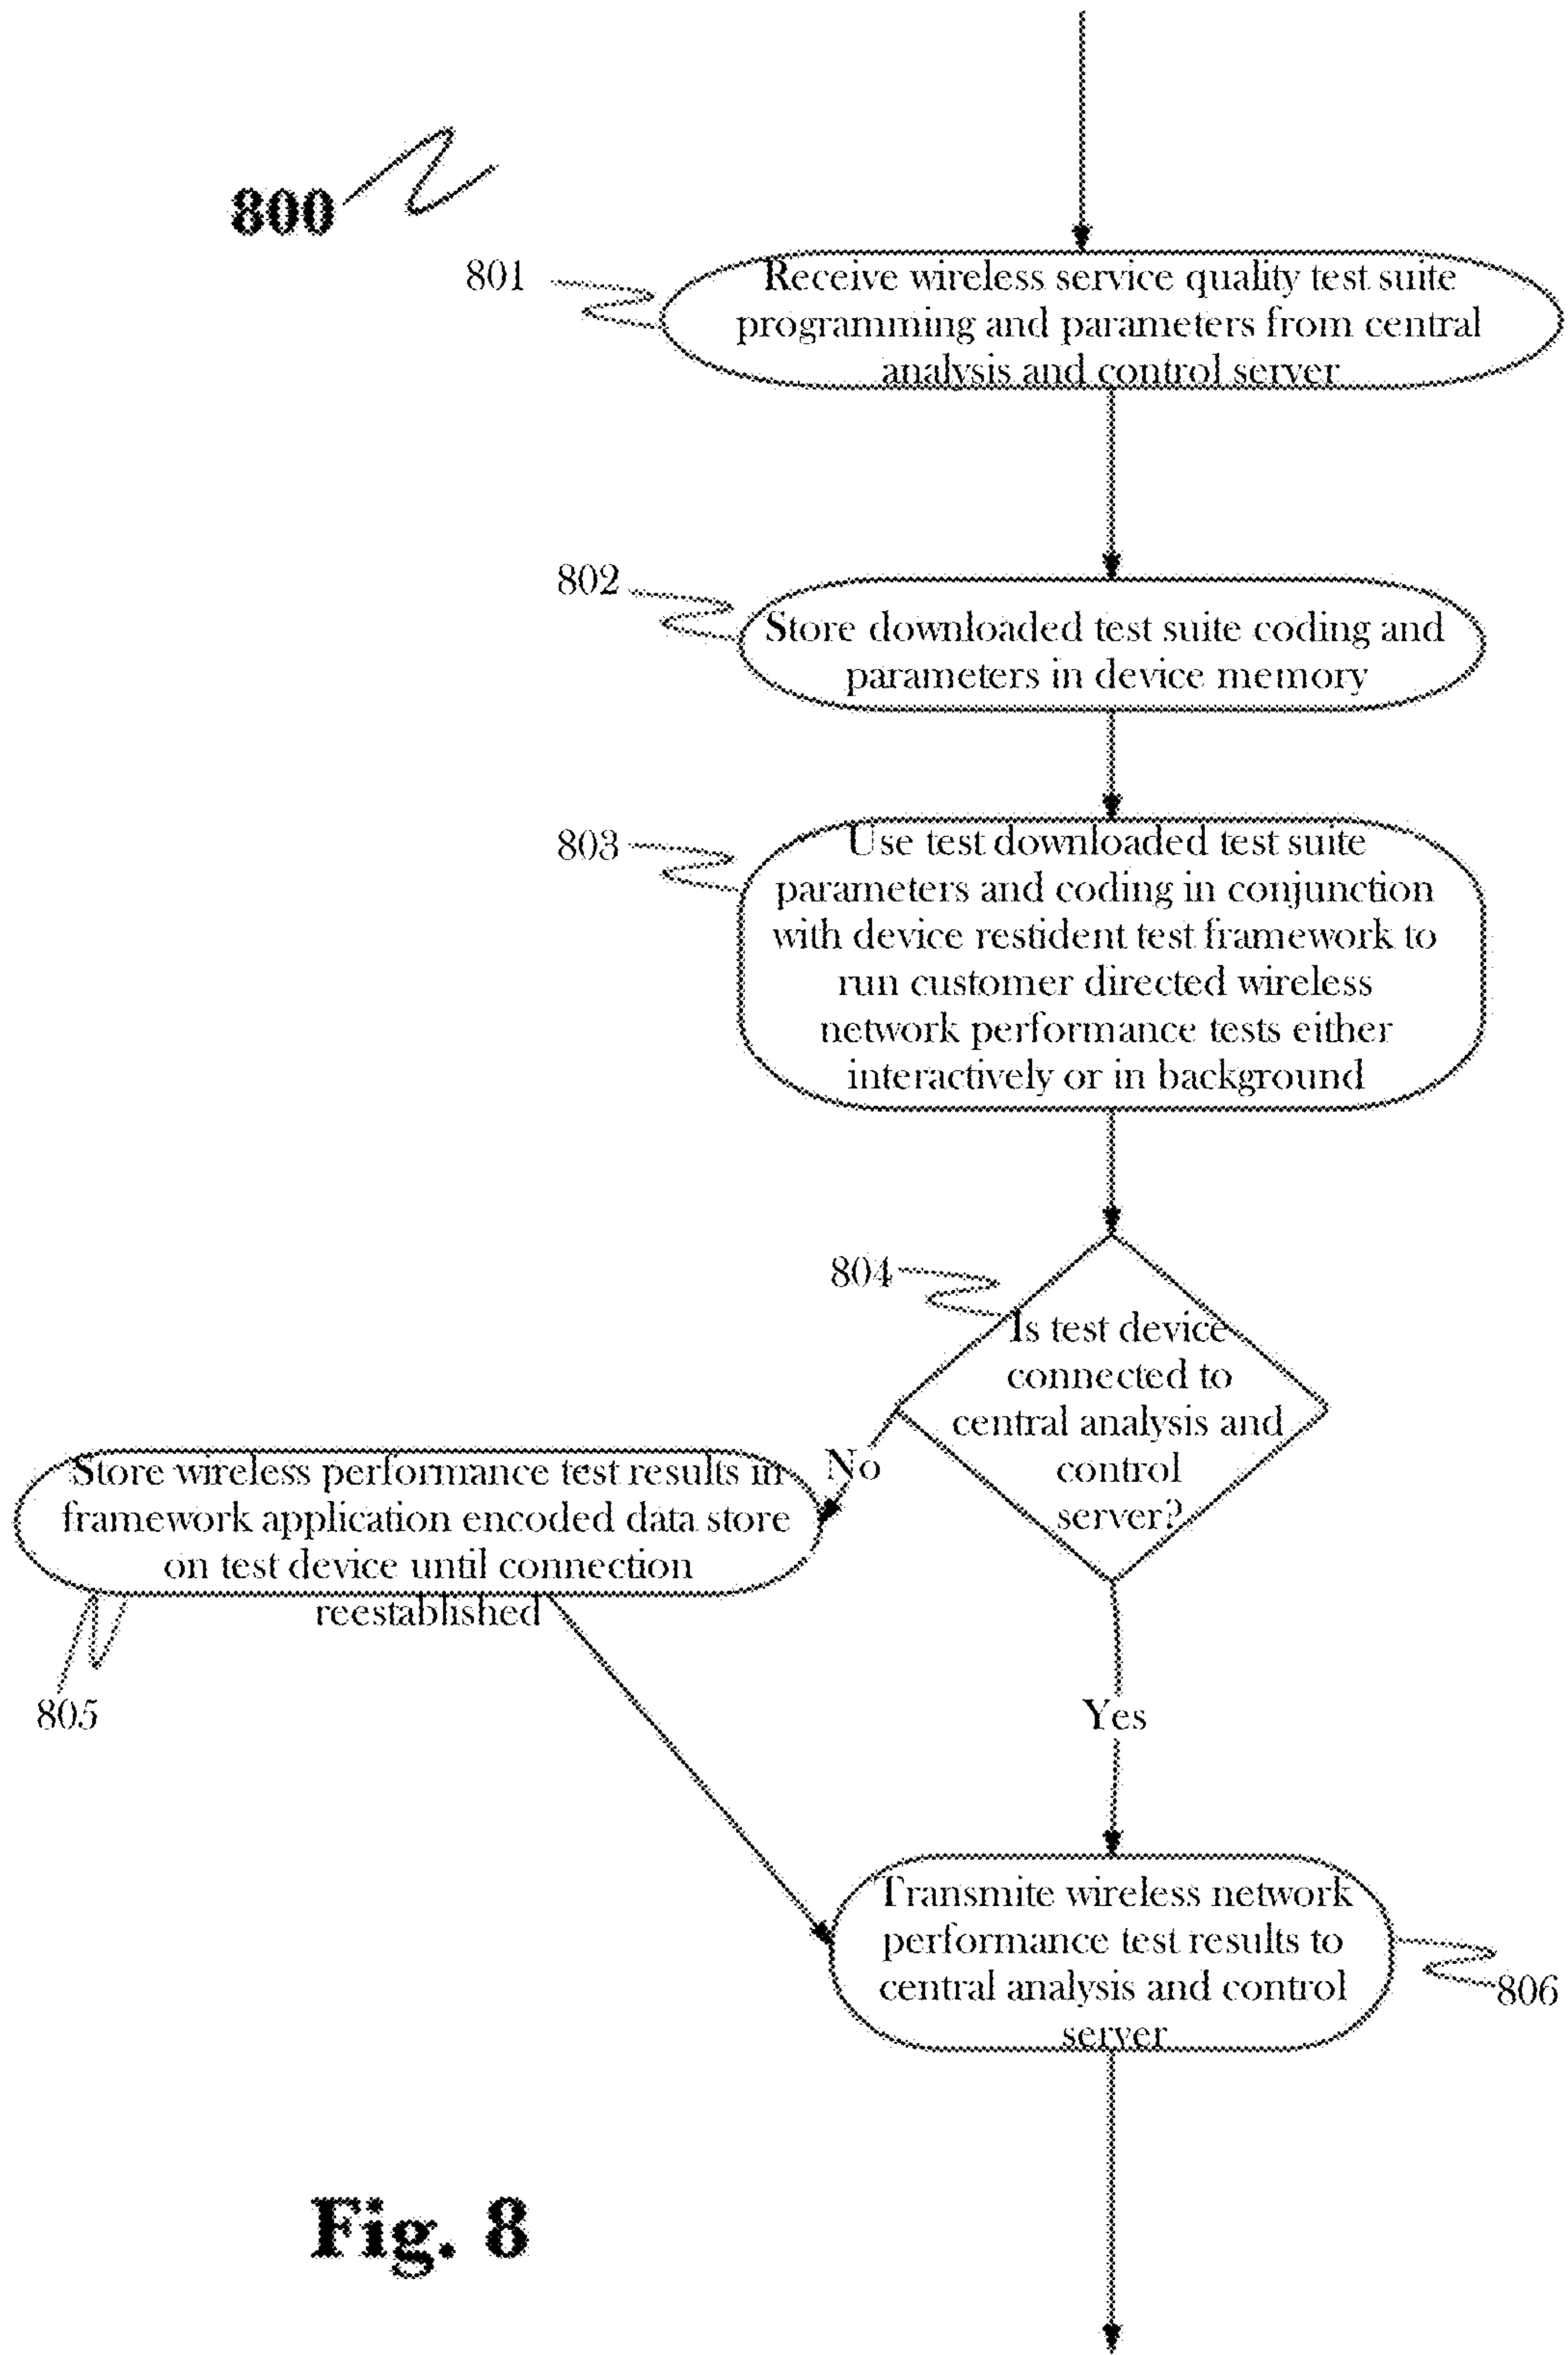 800
801
Receive wireless service quality test suite
programming and parameters from central
analysis and control server
802
Store downloaded test suite coding and
parameters in device memory
803
Use test downloaded test suite
parameters and coding in conjunction
with device restident test framework to
run customer directed wireless
network performance tests either
interactively or in background
804
Is test device
connected to
central analysis and
control
server?
No
Store wireless performance test results in
framework application encoded data store
on test device until connection
reestablished
805
Yes
Transmite wireless network
performance test results to
central analysis and control
server
806
Fig. 8